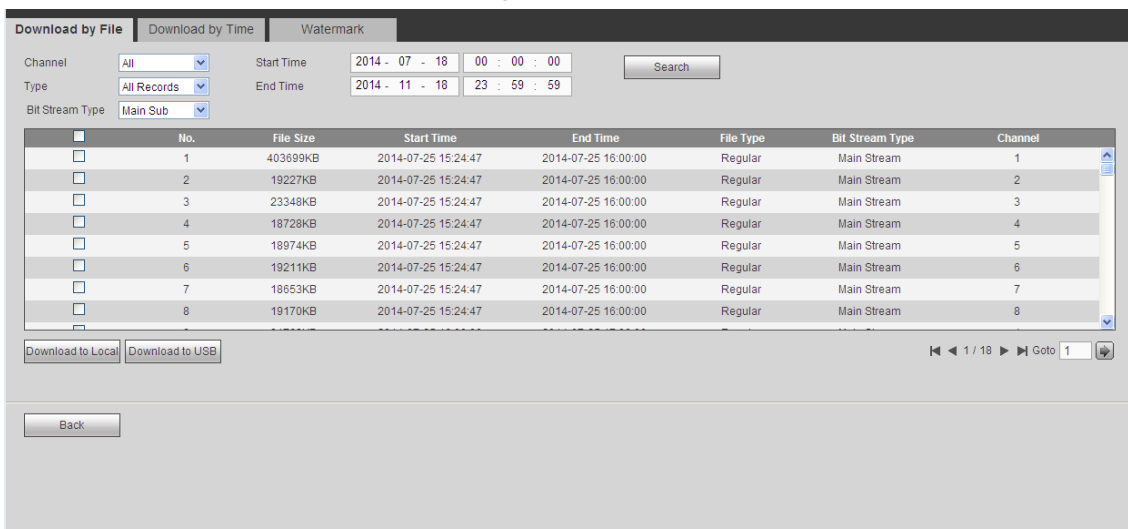 Download by File Download by Time Watermark
Channel All Start Time 2014 - 07 - 18 00 : 00 : 00 Search
Type All Records End Time 2014 - 11 - 18 23 : 59 : 59
Bit Stream Type Main Sub
No. File Size Start Time End Time File Type Bit Stream Type Channel
1 403699KB 2014-07-25 15:24:47 2014-07-25 16:00:00 Regular Main Stream 1
2 19227KB 2014-07-25 15:24:47 2014-07-25 16:00:00 Regular Main Stream 2
3 23348KB 2014-07-25 15:24:47 2014-07-25 16:00:00 Regular Main Stream 3
4 18728KB 2014-07-25 15:24:47 2014-07-25 16:00:00 Regular Main Stream 4
5 18974KB 2014-07-25 15:24:47 2014-07-25 16:00:00 Regular Main Stream 5
6 19211KB 2014-07-25 15:24:47 2014-07-25 16:00:00 Regular Main Stream 6
7 18653KB 2014-07-25 15:24:47 2014-07-25 16:00:00 Regular Main Stream 7
8 19170KB 2014-07-25 15:24:47 2014-07-25 16:00:00 Regular Main Stream 8
Download to Local Download to USB 1 / 18 Goto 1
Back